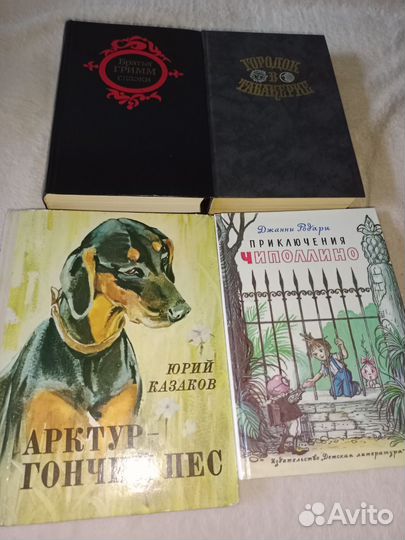 Братья
ГРИММ
СКАЗКИ
ГОРОДОК
В
ТАБАКЕРКЕ
ЮРИЙ
КАЗАКОВ
АРКТУР-
ГОНЧИЙ ПЕС
Джанни Родари
ПРИКЛЮЧЕНИЯ
ЧИПОЛЛИНО
Издательство Детская литература
Avito